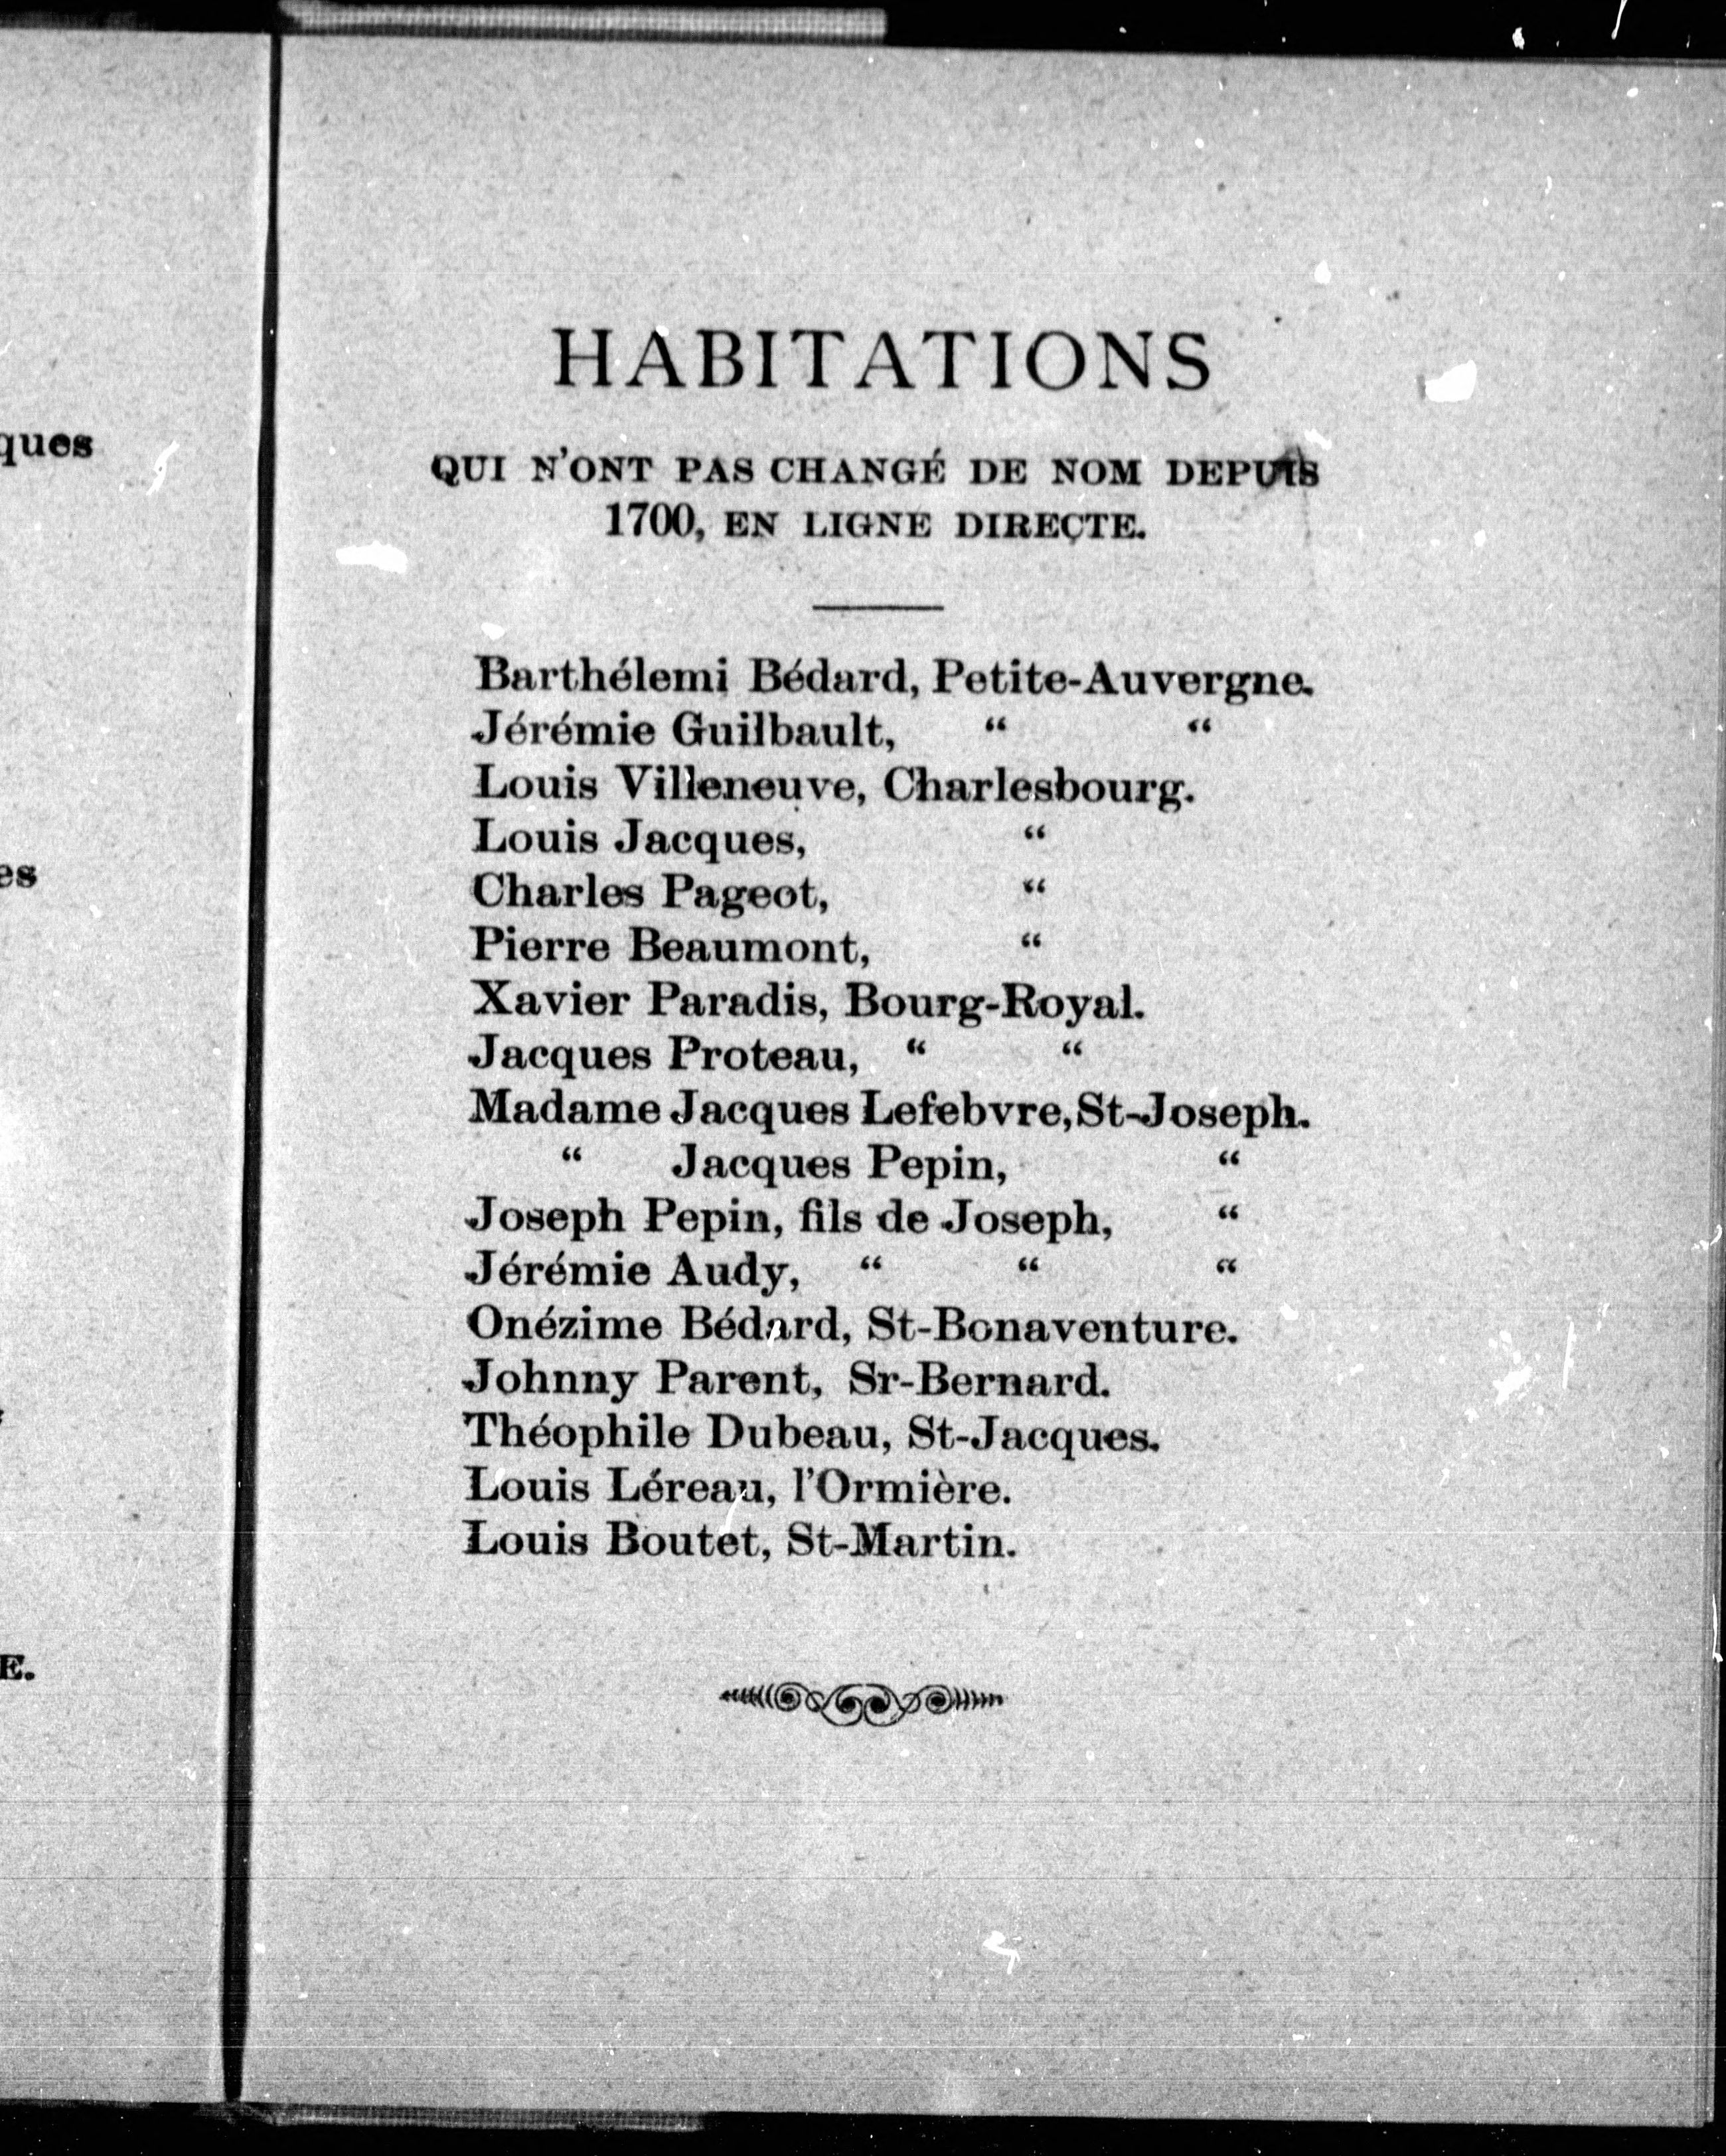 ques
es
E.
HABITATIONS
QUI N'ONT PAS CHANGÉ DE NOM DEPUIS
1700, EN LIGNE DIRECTE.
Barthélemi Bédard, Petite-Auvergne.
Jérémie Guilbault, “ “
Louis Villeneuve, Charlesbourg.
Louis Jacques, “
Charles Pageot, “
Pierre Beaumont, “
Xavier Paradis, Bourg-Royal.
Jacques Proteau, “ “
Madame Jacques Lefebvre, St-Joseph.
“ Jacques Pepin, “
Joseph Pepin, fils de Joseph, “
Jérémie Audy, “ “ “
Onézime Bédard, St-Bonaventure.
Johnny Parent, Sr-Bernard.
Théophile Dubeau, St-Jacques.
Louis Léreau, l'Ormière.
Louis Boutet, St-Martin.